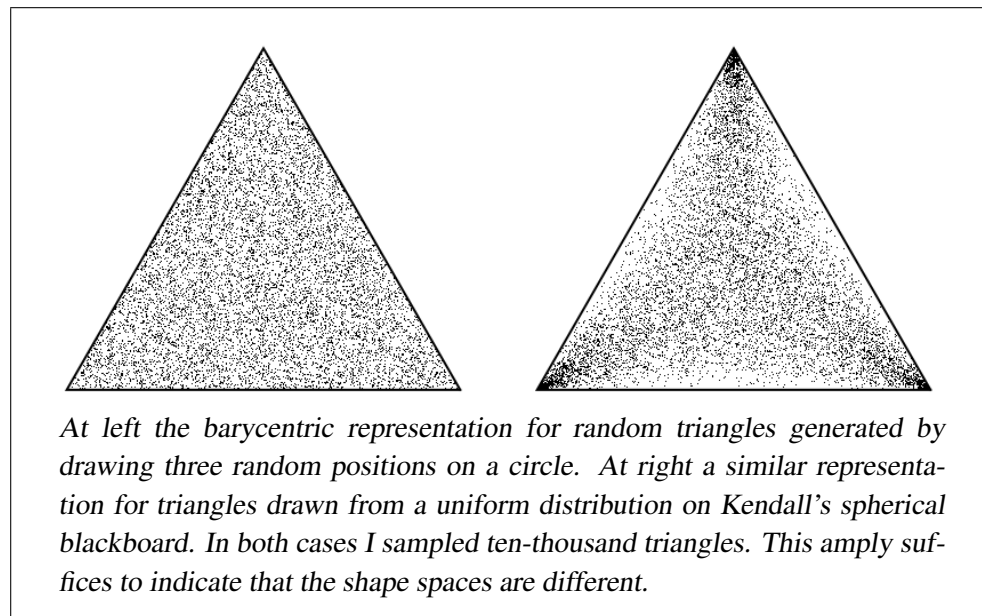 At left the barycentric representation for random triangles generated by
drawing three random positions on a circle. At right a similar representa-
tion for triangles drawn from a uniform distribution on Kendall's spherical
blackboard. In both cases I sampled ten-thousand triangles. This amply suf-
fices to indicate that the shape spaces are different.